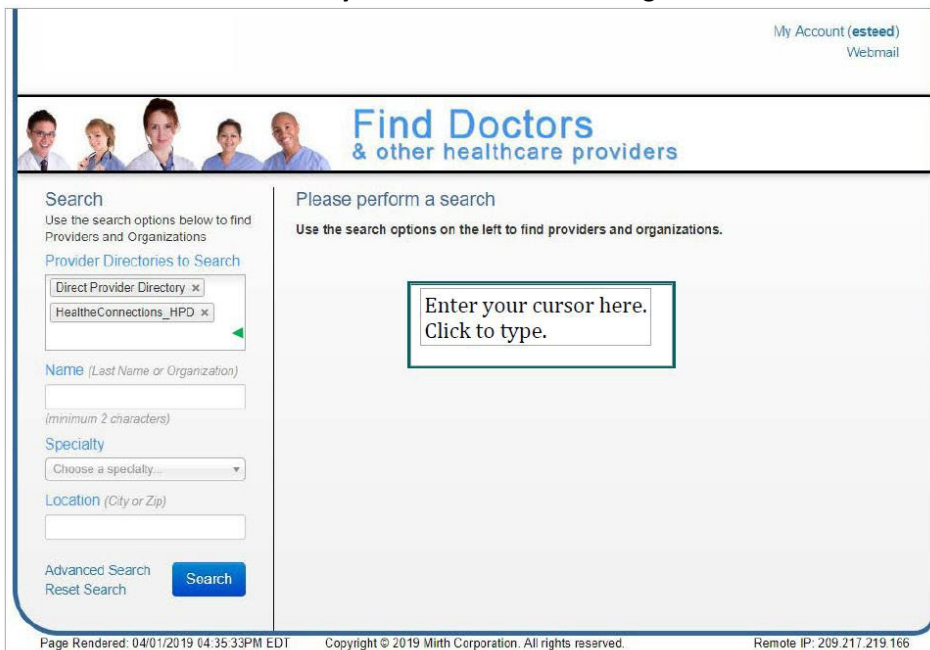 My Account (esteed)
Webmail
Find Doctors
& other healthcare providers
Search
Use the search options below to find
Providers and Organizations
Provider Directories to Search
Direct Provider Directory ×
HealtheConnections_HPD ×
Name (Last Name or Organization)
(minimum 2 characters)
Specialty
Choose a specialty...
Location (City or Zip)
Advanced Search
Reset Search
Search
Please perform a search
Use the search options on the left to find providers and organizations.
Enter your cursor here.
Click to type.
Page Rendered: 04/01/2019 04:35:33PM EDT Copyright © 2019 Mirth Corporation. All rights reserved. Remote IP: 209.217.219.166